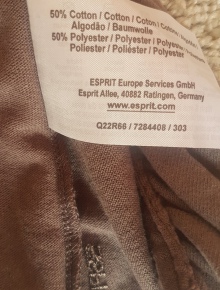 50% Cotton / Cotton / Coton / Cotone /
Algodão / Baumwolle
50% Polyester / Polyester / Polyester /
Poliester / Poliéster / Polyester
ESPRIT Europe Services GmbH
Esprit Allee, 40882 Ratingen, Germany
www.esprit.com
Q22R66 / 7284408 / 303